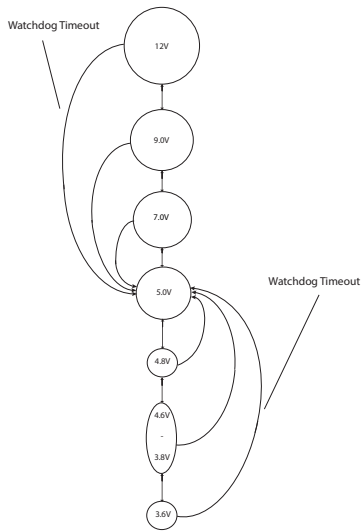 Watchdog Timeout
12V
9.0V
7.0V
5.0V
Watchdog Timeout
4.8V
4.6V
-
3.8V
3.6V